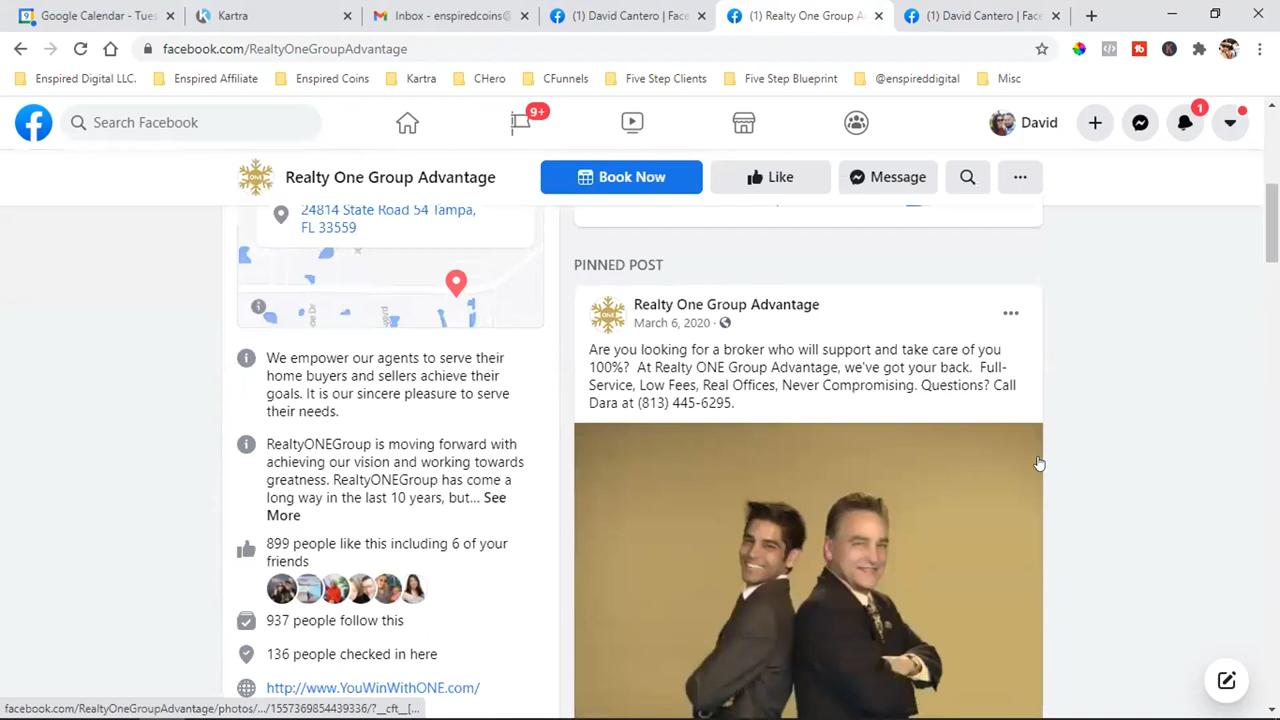 Google Calendar - Tues
Kartra
Inbox - enspiredcoins@
(1) David Cantero | Face
(1) Realty One Group A
(1) David Cantero | Face
facebook.com/RealtyOneGroupAdvantage
Enspired Digital LLC.
Enspired Affiliate
Enspired Coins
Kartra
CHero
CFunnels
Five Step Clients
Five Step Blueprint
@enspireddigital
Misc
Search Facebook
9+
David
1
ONE
Realty One Group Advantage
Book Now
Like
Message
24814 State Road 54 Tampa,
FL 33559
We empower our agents to serve their
home buyers and sellers achieve their
goals. It is our sincere pleasure to serve
their needs.
RealtyONEGroup is moving forward with
achieving our vision and working towards
greatness. RealtyONEGroup has come a
long way in the last 10 years, but... See
More
899 people like this including 6 of your
friends
937 people follow this
136 people checked in here
http://www.YouWinWithONE.com/
PINNED POST
ONE
Realty One Group Advantage
March 6, 2020 ·
Are you looking for a broker who will support and take care of you
100%? At Realty ONE Group Advantage, we've got your back. Full-
Service, Low Fees, Real Offices, Never Compromising. Questions? Call
Dara at (813) 445-6295.
facebook.com/RealtyOneGroupAdvantage/photos/.../1557369854439336/?__cft__[...